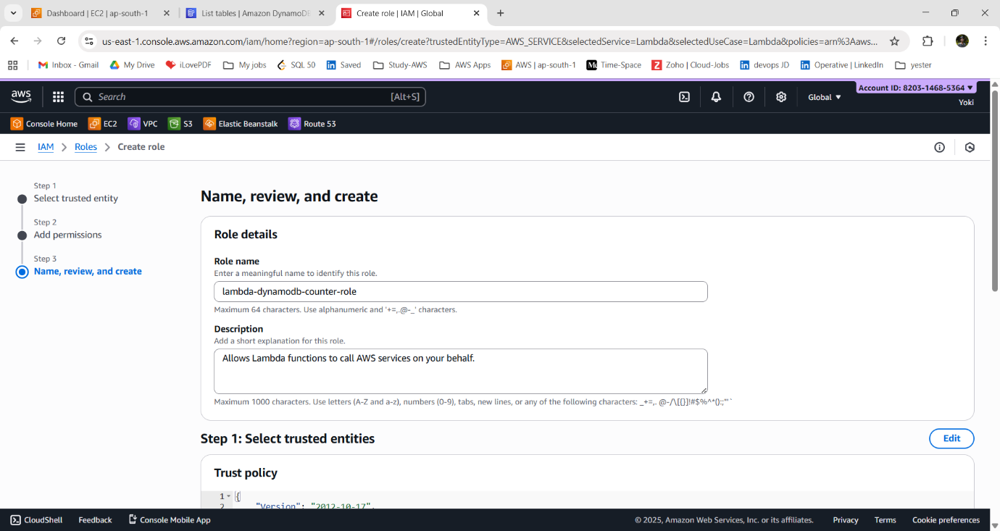 Dashboard | EC2 | ap-south-1
List tables | Amazon DynamoDB
Create role | IAM | Global
us-east-1.console.aws.amazon.com/iam/home?region=ap-south-1#/roles/create?trustedEntityType=AWS_SERVICE&selectedService=Lambda&selectedUseCase=Lambda&policies=arn%3Aaws...
Inbox - Gmail
My Drive
iLovePDF
My jobs
SQL 50
Saved
Study-AWS
AWS Apps
AWS | ap-south-1
Time-Space
Zoho | Cloud-Jobs
devops JD
Operative | LinkedIn
yester
aws
Search
[Alt+S]
Global
Account ID: 8203-1468-5364
Yoki
Console Home
EC2
VPC
S3
Elastic Beanstalk
Route 53
IAM
Roles
Create role
Step 1
Select trusted entity
Step 2
Add permissions
Step 3
Name, review, and create
Name, review, and create
Role details
Role name
Enter a meaningful name to identify this role.
lambda-dynamodb-counter-role
Maximum 64 characters. Use alphanumeric and '+=,.@-_' characters.
Description
Add a short explanation for this role.
Allows Lambda functions to call AWS services on your behalf.
Maximum 1000 characters. Use letters (A-Z and a-z), numbers (0-9), tabs, new lines, or any of the following characters: _+=,. @-/\[{}]!#$%^*();:"'`
Step 1: Select trusted entities
Edit
Trust policy
1 {
2 "Version": "2012-10-17",
CloudShell
Feedback
Console Mobile App
© 2025, Amazon Web Services, Inc. or its affiliates.
Privacy
Terms
Cookie preferences